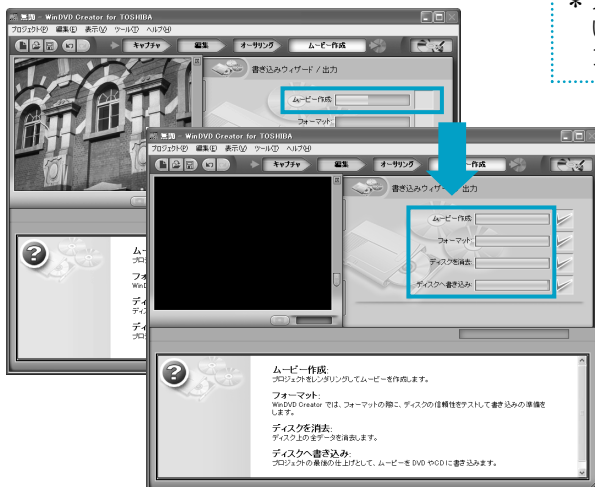 無題 - WinDVD Creator for TOSHIBA
プロジェクト(P) 編集(E) 表示(V) ツール(T) ヘルプ(H)
キャプチャ 編集 オーサリング ムービー作成
書き込みウィザード / 出力
ムービー作成:
フォーマット:
無題 - WinDVD Creator for TOSHIBA
プロジェクト(P) 編集(E) 表示(V) ツール(T) ヘルプ(H)
キャプチャ 編集 オーサリング ービー作成
書き込みウィザ 出力
ムービー作成:
フォーマット:
ディスクを消去:
ディスクへ書き込み:
ムービー作成:
プロジェクトをレンダリングしてムービーを作成します。
フォーマット:
WinDVD Creator では、フォーマットの際に、ディスクの信頼性をテストして書き込みの準備を
します。
ディスクを消去:
ディスク上の全データを消去します。
ディスクへ書き込み:
プロジェクトの最後の仕上げとして、ムービーを DVD やCDに書き込みます。